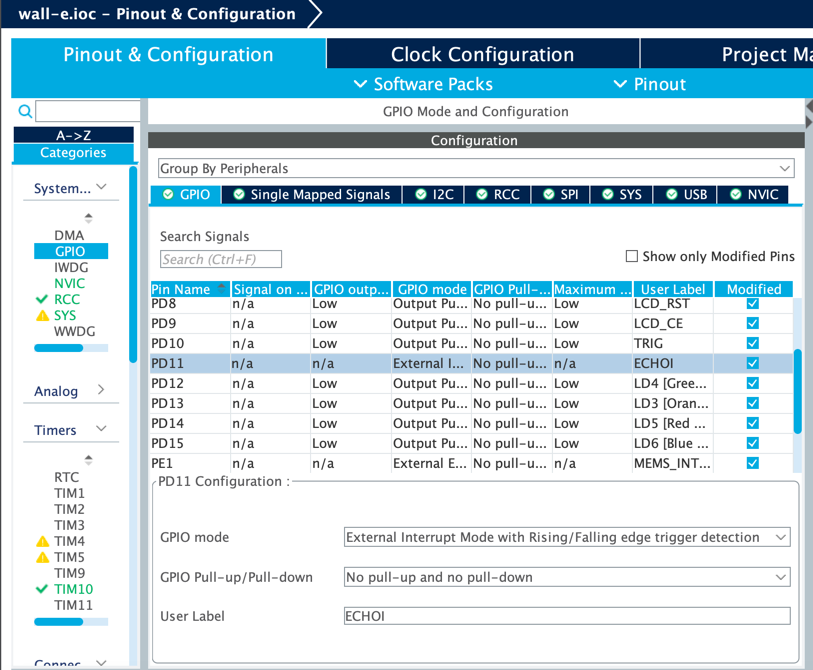 wall-e.ioc - Pinout & Configuration
Pinout & Configuration Clock Configuration Project Ma
Software Packs Pinout
GPIO Mode and Configuration
A->Z
Categories
System...
DMA
GPIO
IWDG
NVIC
RCC
SYS
WWDG
Analog
Timers
RTC
TIM1
TIM2
TIM3
TIM4
TIM5
TIM9
TIM10
TIM11
Connec
Configuration
Group By Peripherals
GPIO Single Mapped Signals I2C RCC SPI SYS USB NVIC
Search Signals
Search (Ctrl+F) Show only Modified Pins
Pin Name Signal on ... GPIO outp... GPIO mode GPIO Pull-... Maximum ... User Label Modified
PD8 n/a Low Output Pu... No pull-u... Low LCD_RST
PD9 n/a Low Output Pu... No pull-u... Low LCD_CE
PD10 n/a Low Output Pu... No pull-u... Low TRIG
PD11 n/a n/a External I... No pull-u... n/a ECHOI
PD12 n/a Low Output Pu... No pull-u... Low LD4 [Gree...
PD13 n/a Low Output Pu... No pull-u... Low LD3 [Oran...
PD14 n/a Low Output Pu... No pull-u... Low LD5 [Red ...
PD15 n/a Low Output Pu... No pull-u... Low LD6 [Blue ...
PE1 n/a n/a External E... No pull-u... n/a MEMS_INT...
PD11 Configuration :
GPIO mode External Interrupt Mode with Rising/Falling edge trigger detection
GPIO Pull-up/Pull-down No pull-up and no pull-down
User Label ECHOI